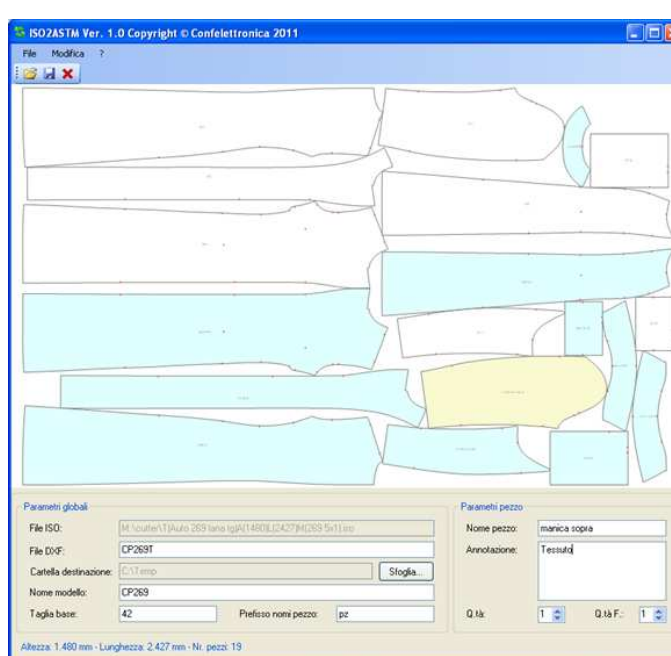 ISO2ASTM Ver. 1.0 Copyright © Confelettronica 2011
File Modifica ?
Parametri globali
File ISO:
File DXF: CP269T
Cartella destinazione: C:\Temp Sfoglia...
Nome modello: CP269
Taglia base: 42 Prefisso nomi pezzo: pz
Parametri pezzo
Nome pezzo: manica sopra
Annotazione: Tessuto
Q.tà: 1 Q.tà F.: 1
Altezza: 1.480 mm - Lunghezza: 2.427 mm - Nr. pezzi: 19